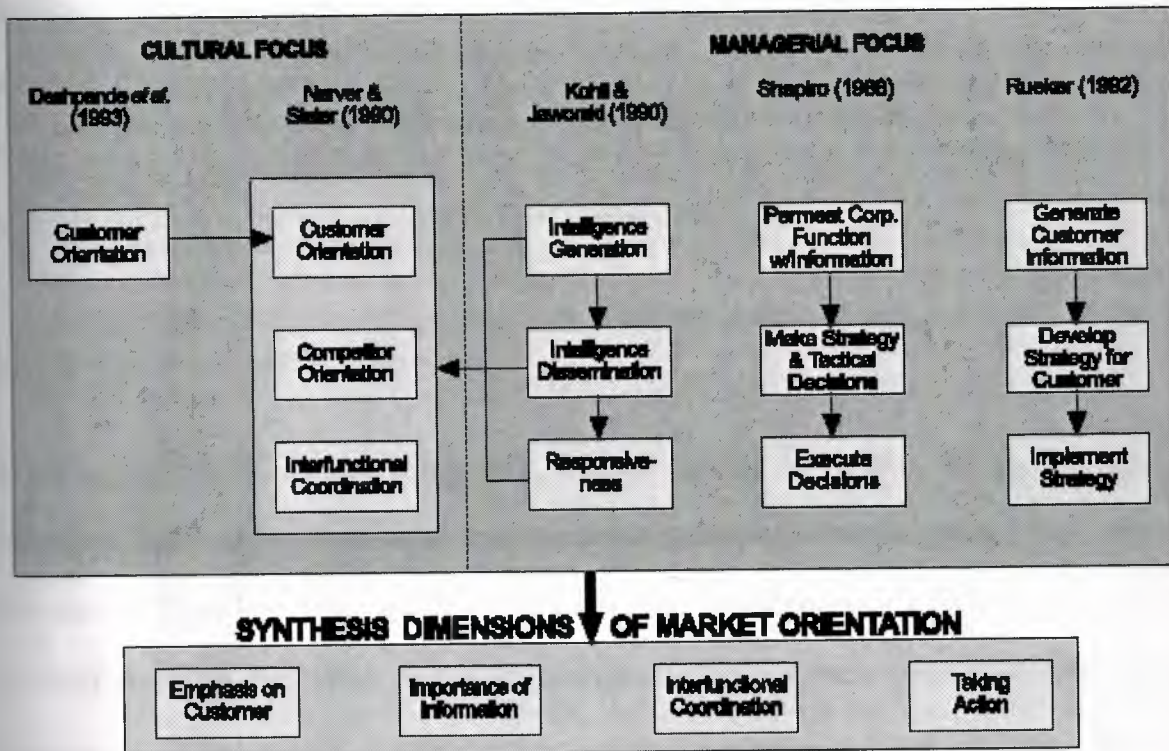 CULTURAL FOCUS
MANAGERIAL FOCUS
Deshpande et al.
(1993)
Narver &
Slater (1990)
Kohli &
Jaworski (1990)
Shapiro (1988)
Ruekar (1992)
Customer
Orientation
Customer
Orientation
Competitor
Orientation
Interfunctional
Coordination
Intelligence
Generation
Intelligence
Dissemination
Responsive-
ness
Permeat Corp.
Function
w/Information
Make Strategy
& Tactical
Decisions
Execute
Decisions
Generate
Customer
Information
Develop
Strategy for
Customer
Implement
Strategy
SYNTHESIS DIMENSIONS OF MARKET ORIENTATION
Emphasis on
Customer
Importance of
Information
Interfunctional
Coordination
Taking
Action